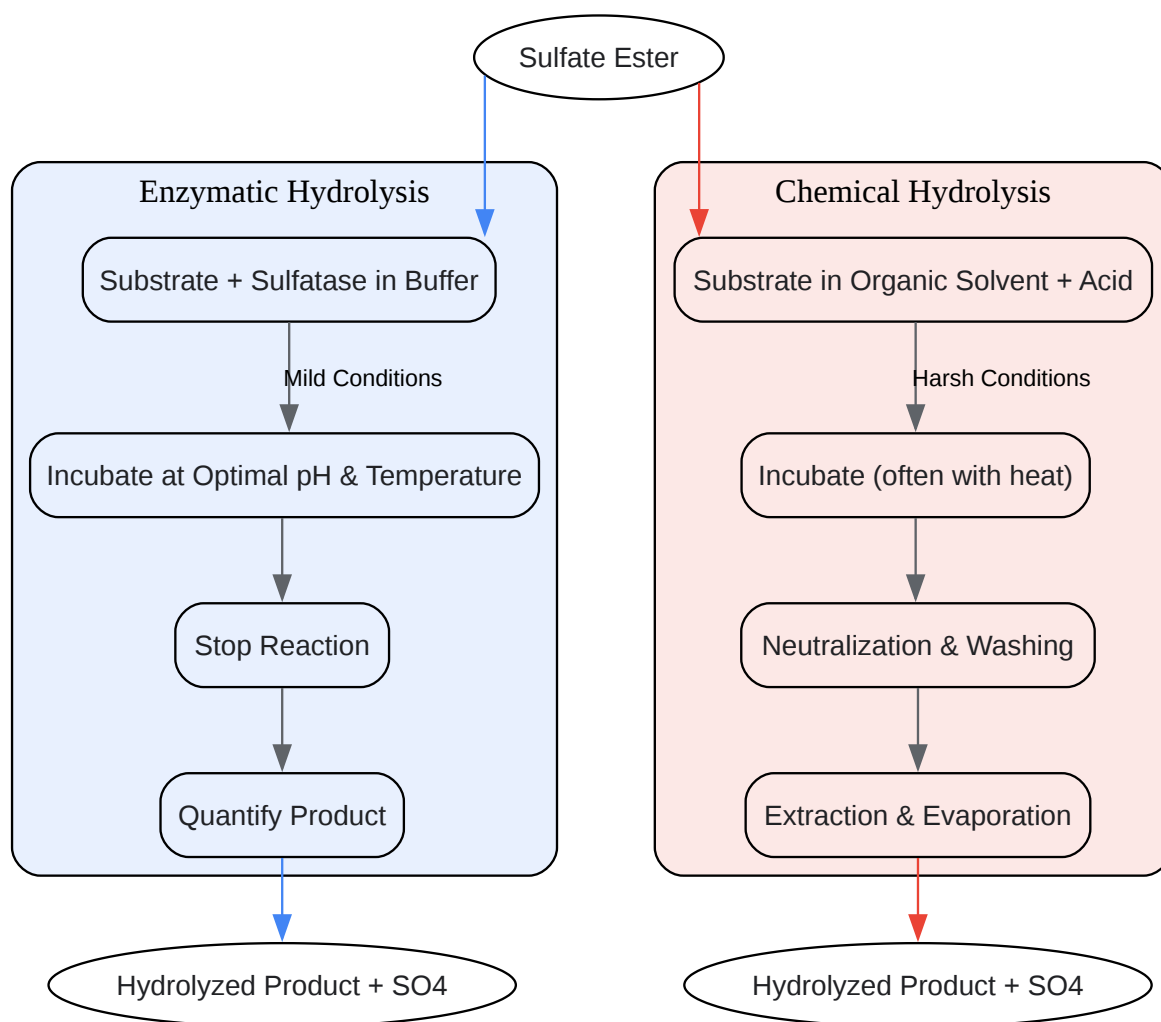 Sulfate Ester
Enzymatic Hydrolysis
Substrate + Sulfatase in Buffer
Mild Conditions
Incubate at Optimal pH & Temperature
Stop Reaction
Quantify Product
Hydrolyzed Product + SO4
Chemical Hydrolysis
Substrate in Organic Solvent + Acid
Harsh Conditions
Incubate (often with heat)
Neutralization & Washing
Extraction & Evaporation
Hydrolyzed Product + SO4